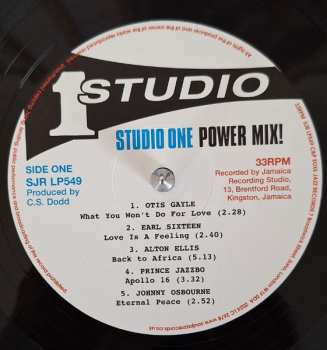 1 STUDIO
STUDIO ONE POWER MIX!
SIDE ONE
SJR LP549
Produced by
C.S. Dodd
33RPM
Recorded by Jamaica
Recording Studio,
13, Brentford Road,
Kingston, Jamaica
1. OTIS GAYLE
What You Won't Do For Love (2.28)
2. EARL SIXTEEN
Love Is A Feeling (2.40)
3. ALTON ELLIS
Back to Africa (5.13)
4. PRINCE JAZZBO
Apollo 16 (3.32)
5. JOHNNY OSBOURNE
Eternal Peace (2.52)